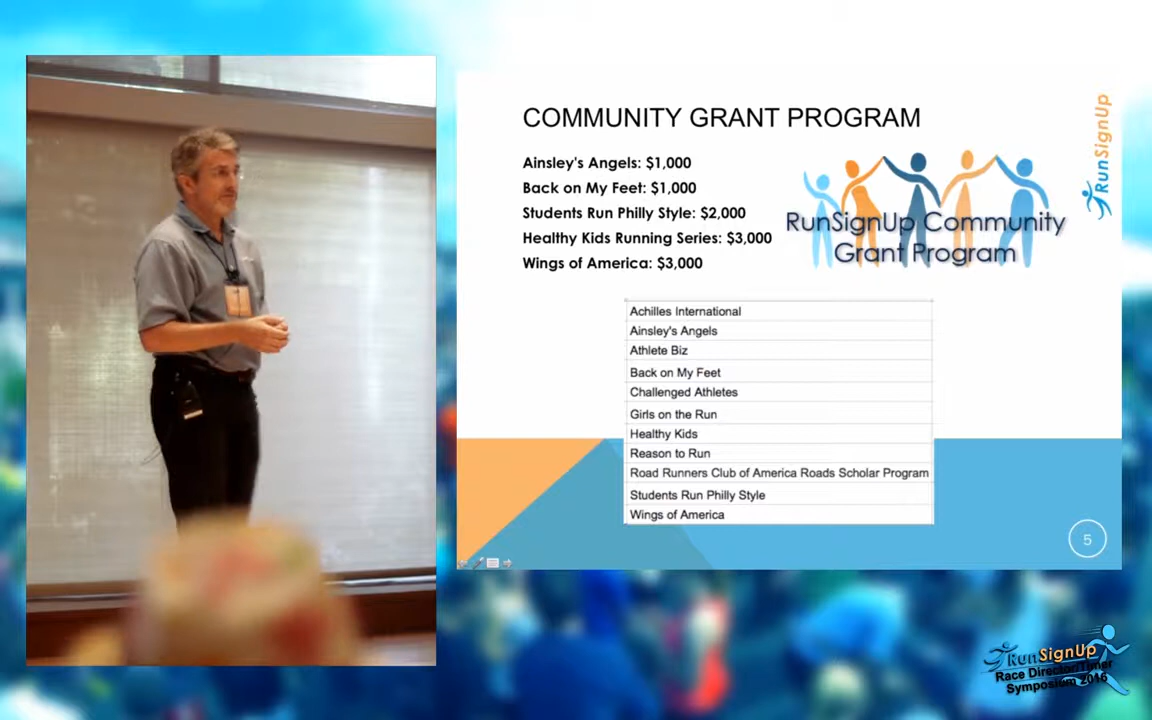 COMMUNITY GRANT PROGRAM
Ainsley's Angels: $1,000
Back on My Feet: $1,000
Students Run Philly Style: $2,000
Healthy Kids Running Series: $3,000
Wings of America: $3,000
RunSignUp Community
Grant Program
RunSignUp
Achilles International
Ainsley's Angels
Athlete Biz
Back on My Feet
Challenged Athletes
Girls on the Run
Healthy Kids
Reason to Run
Road Runners Club of America Roads Scholar Program
Students Run Philly Style
Wings of America
5
RunSignUp
Race Director/Timer
Symposium 2016